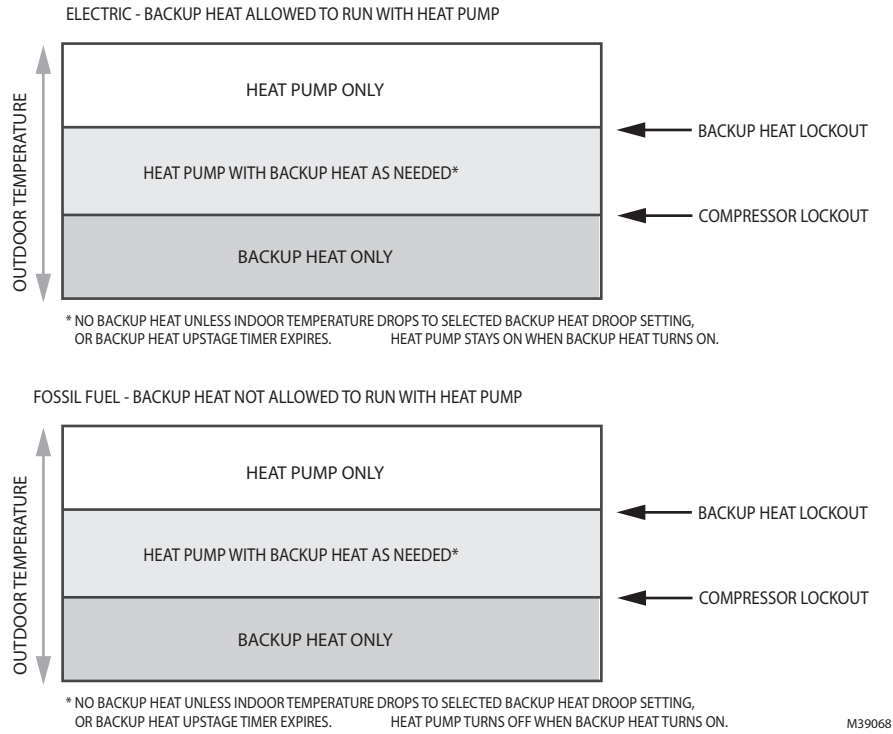 ELECTRIC - BACKUP HEAT ALLOWED TO RUN WITH HEAT PUMP
OUTDOOR TEMPERATURE
HEAT PUMP ONLY
BACKUP HEAT LOCKOUT
HEAT PUMP WITH BACKUP HEAT AS NEEDED*
COMPRESSOR LOCKOUT
BACKUP HEAT ONLY
* NO BACKUP HEAT UNLESS INDOOR TEMPERATURE DROPS TO SELECTED BACKUP HEAT DROOP SETTING,
OR BACKUP HEAT UPSTAGE TIMER EXPIRES. HEAT PUMP STAYS ON WHEN BACKUP HEAT TURNS ON.
FOSSIL FUEL - BACKUP HEAT NOT ALLOWED TO RUN WITH HEAT PUMP
OUTDOOR TEMPERATURE
HEAT PUMP ONLY
BACKUP HEAT LOCKOUT
HEAT PUMP WITH BACKUP HEAT AS NEEDED*
COMPRESSOR LOCKOUT
BACKUP HEAT ONLY
* NO BACKUP HEAT UNLESS INDOOR TEMPERATURE DROPS TO SELECTED BACKUP HEAT DROOP SETTING,
OR BACKUP HEAT UPSTAGE TIMER EXPIRES. HEAT PUMP TURNS OFF WHEN BACKUP HEAT TURNS ON.
M39068